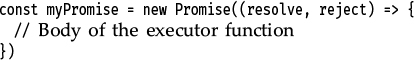 const myPromise = new Promise((resolve, reject) => {
  // Body of the executor function
})